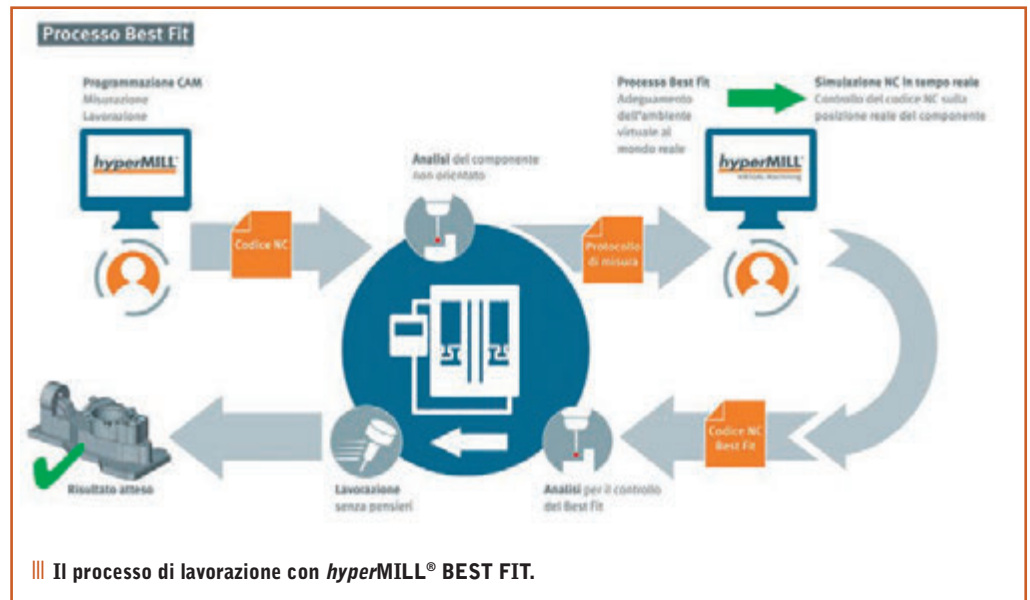 Processo Best Fit
Programmazione CAM
Misurazione
Lavorazione
hyperMILL®
Codice NC
Analisi del componente
non orientato
Protocollo
di misura
Processo Best Fit
Adeguamento
dell'ambiente
virtuale al
mondo reale
Simulazione NC in tempo reale
Controllo del codice NC sulla
posizione reale del componente
hyperMILL®
VIRTUAL Machining
Codice NC
Best Fit
Analisi per il controllo
del Best Fit
Lavorazione
senza pensieri
Risultato atteso
Il processo di lavorazione con hyperMILL® BEST FIT.